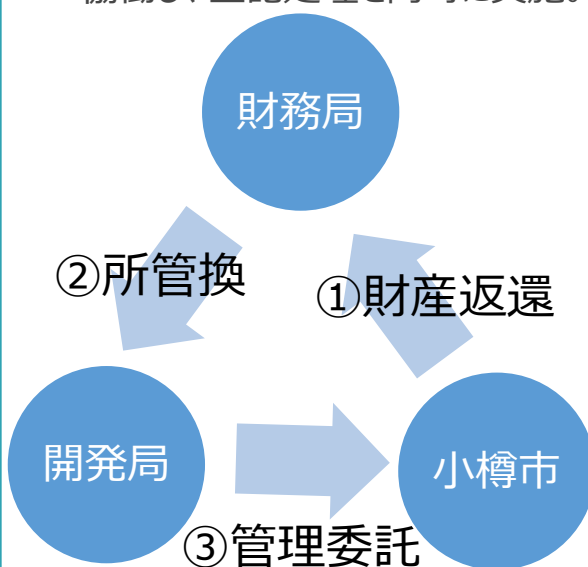 財務局
②所管換
①財産返還
開発局
小樽市
③管理委託